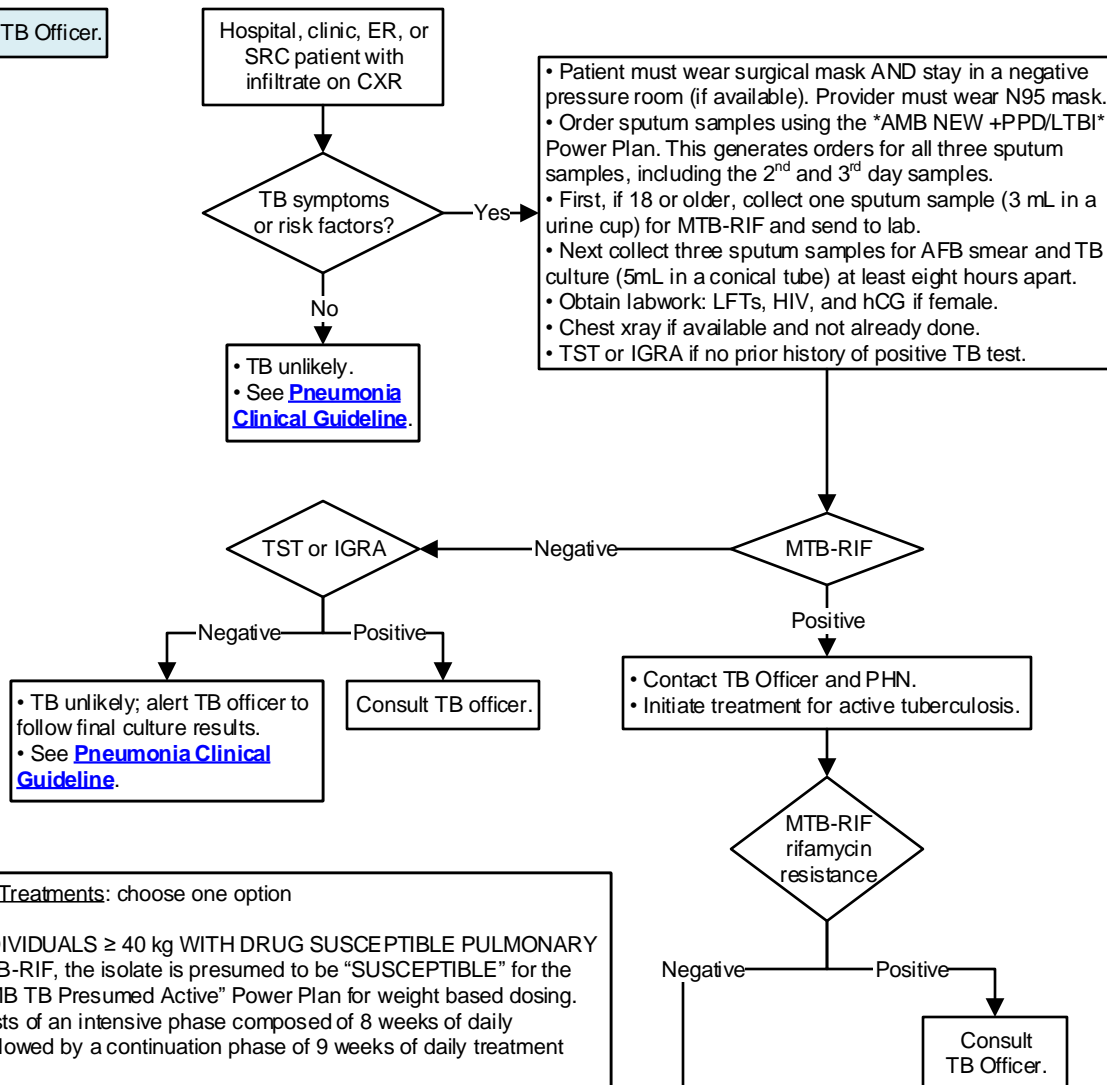 TB Officer.
Hospital, clinic, ER, or
SRC patient with
infiltrate on CXR
• Patient must wear surgical mask AND stay in a negative
pressure room (if available). Provider must wear N95 mask.
• Order sputum samples using the *AMB NEW +PPD/LTBI*
Power Plan. This generates orders for all three sputum
samples, including the 2nd and 3rd day samples.
• First, if 18 or older, collect one sputum sample (3 mL in a
urine cup) for MTB-RIF and send to lab.
• Next collect three sputum samples for AFB smear and TB
culture (5mL in a conical tube) at least eight hours apart.
• Obtain labwork: LFTs, HIV, and hCG if female.
• Chest xray if available and not already done.
• TST or IGRA if no prior history of positive TB test.
TB symptoms
or risk factors?
Yes
No
• TB unlikely.
• See Pneumonia
Clinical Guideline.
TST or IGRA
Negative
MTB-RIF
Negative
Positive
Positive
• TB unlikely; alert TB officer to
follow final culture results.
• See Pneumonia Clinical
Guideline.
Consult TB officer.
• Contact TB Officer and PHN.
• Initiate treatment for active tuberculosis.
MTB-RIF
rifamycin
resistance
Treatments: choose one option
DIVIDUALS ≥ 40 kg WITH DRUG SUSCEPTIBLE PULMONARY
B-RIF, the isolate is presumed to be “SUSCEPTIBLE” for the
MB TB Presumed Active” Power Plan for weight based dosing.
sts of an intensive phase composed of 8 weeks of daily
llowed by a continuation phase of 9 weeks of daily treatment
Negative
Positive
Consult
TB Officer.